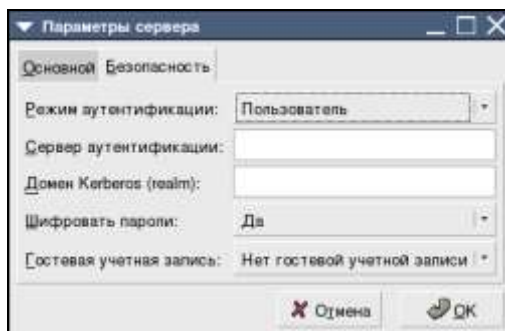 Параметры сервера
Основной Безопасность
Режим аутентификации: Пользователь
Сервер аутентификации:
Домен Kerberos (realm):
Шифровать пароли: Да
Гостевая учетная запись: Нет гостевой учетной записи
Отмена OK